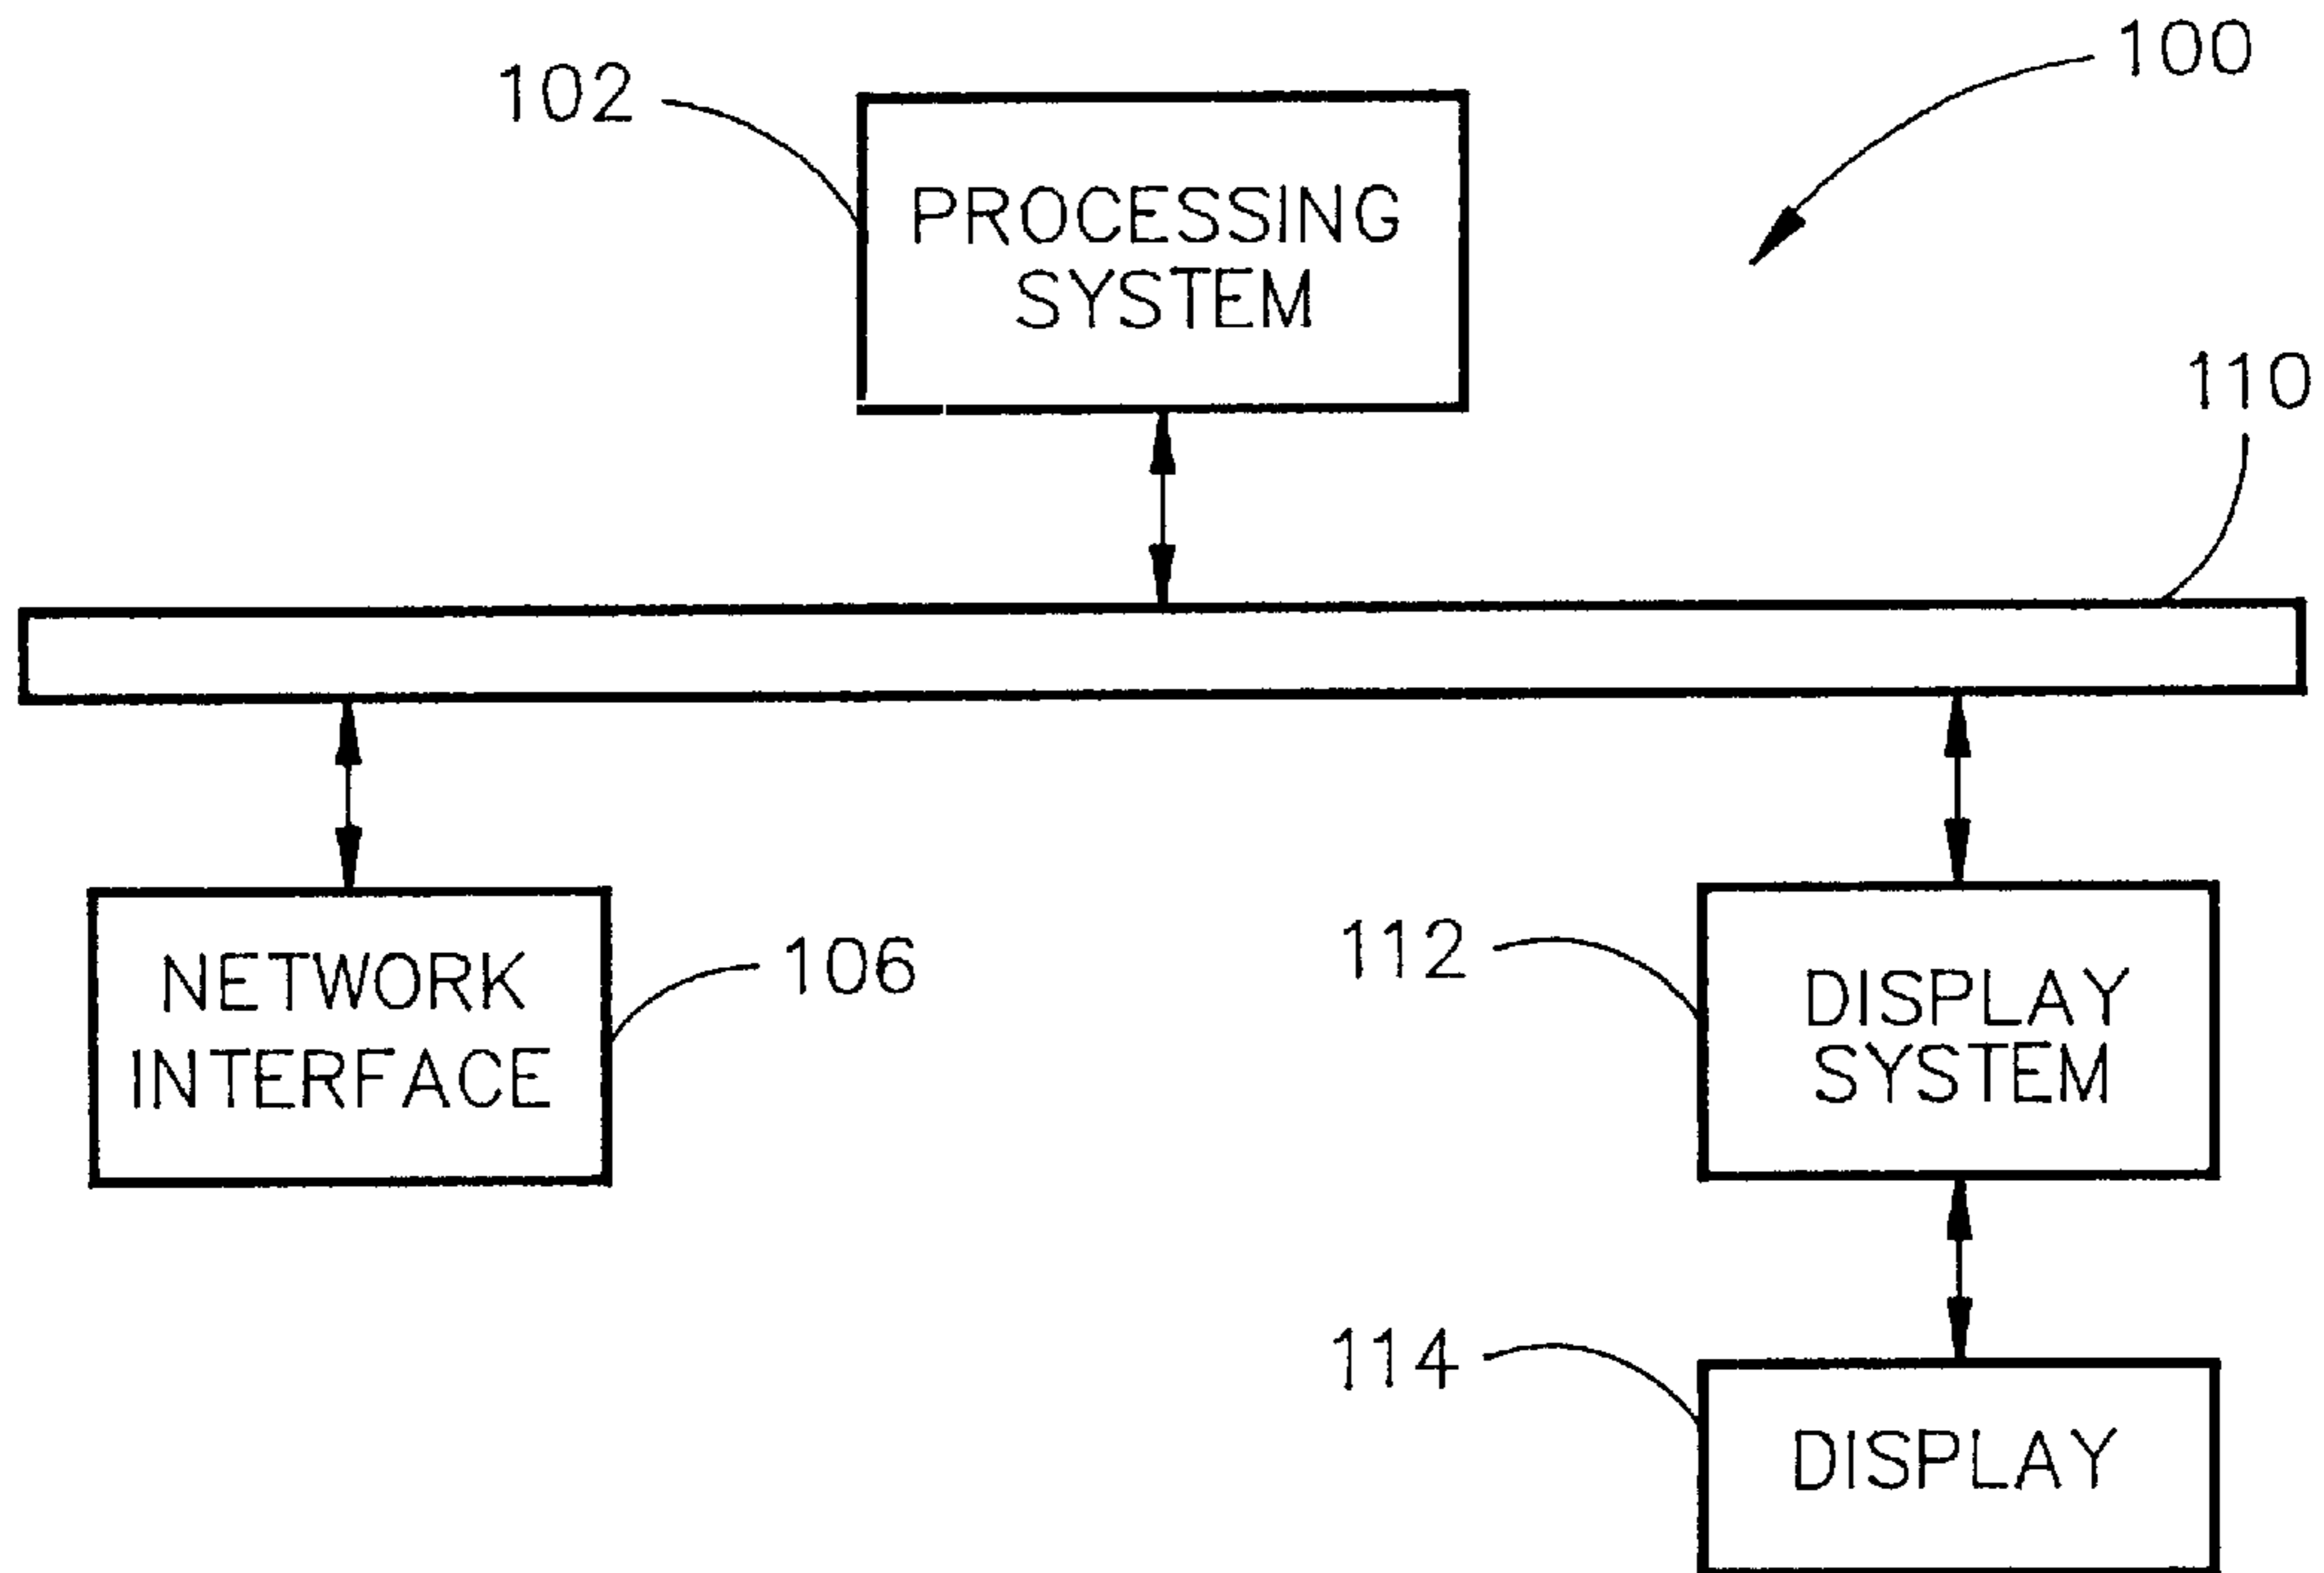 100
102
PROCESSING
SYSTEM
110
NETWORK
INTERFACE
106
112
DISPLAY
SYSTEM
114
DISPLAY